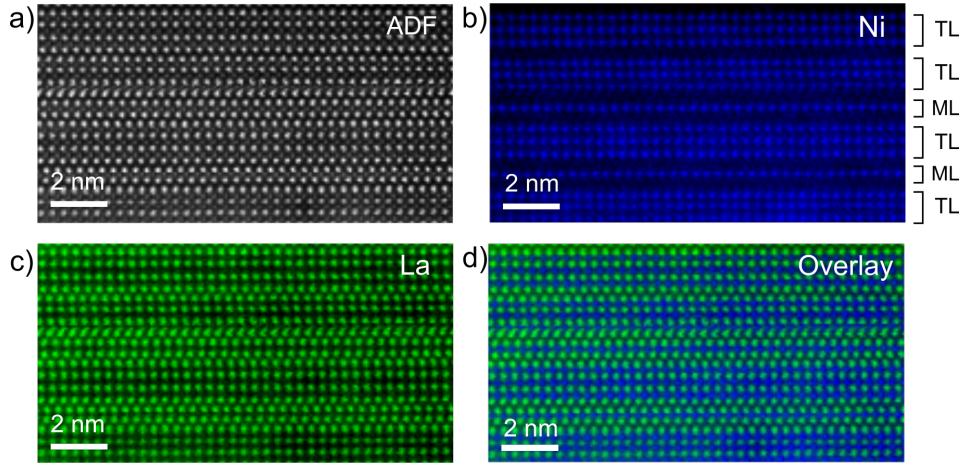 a) ADF
2 nm
b) Ni
2 nm
TL
TL
ML
TL
ML
TL
c) La
2 nm
d) Overlay
2 nm